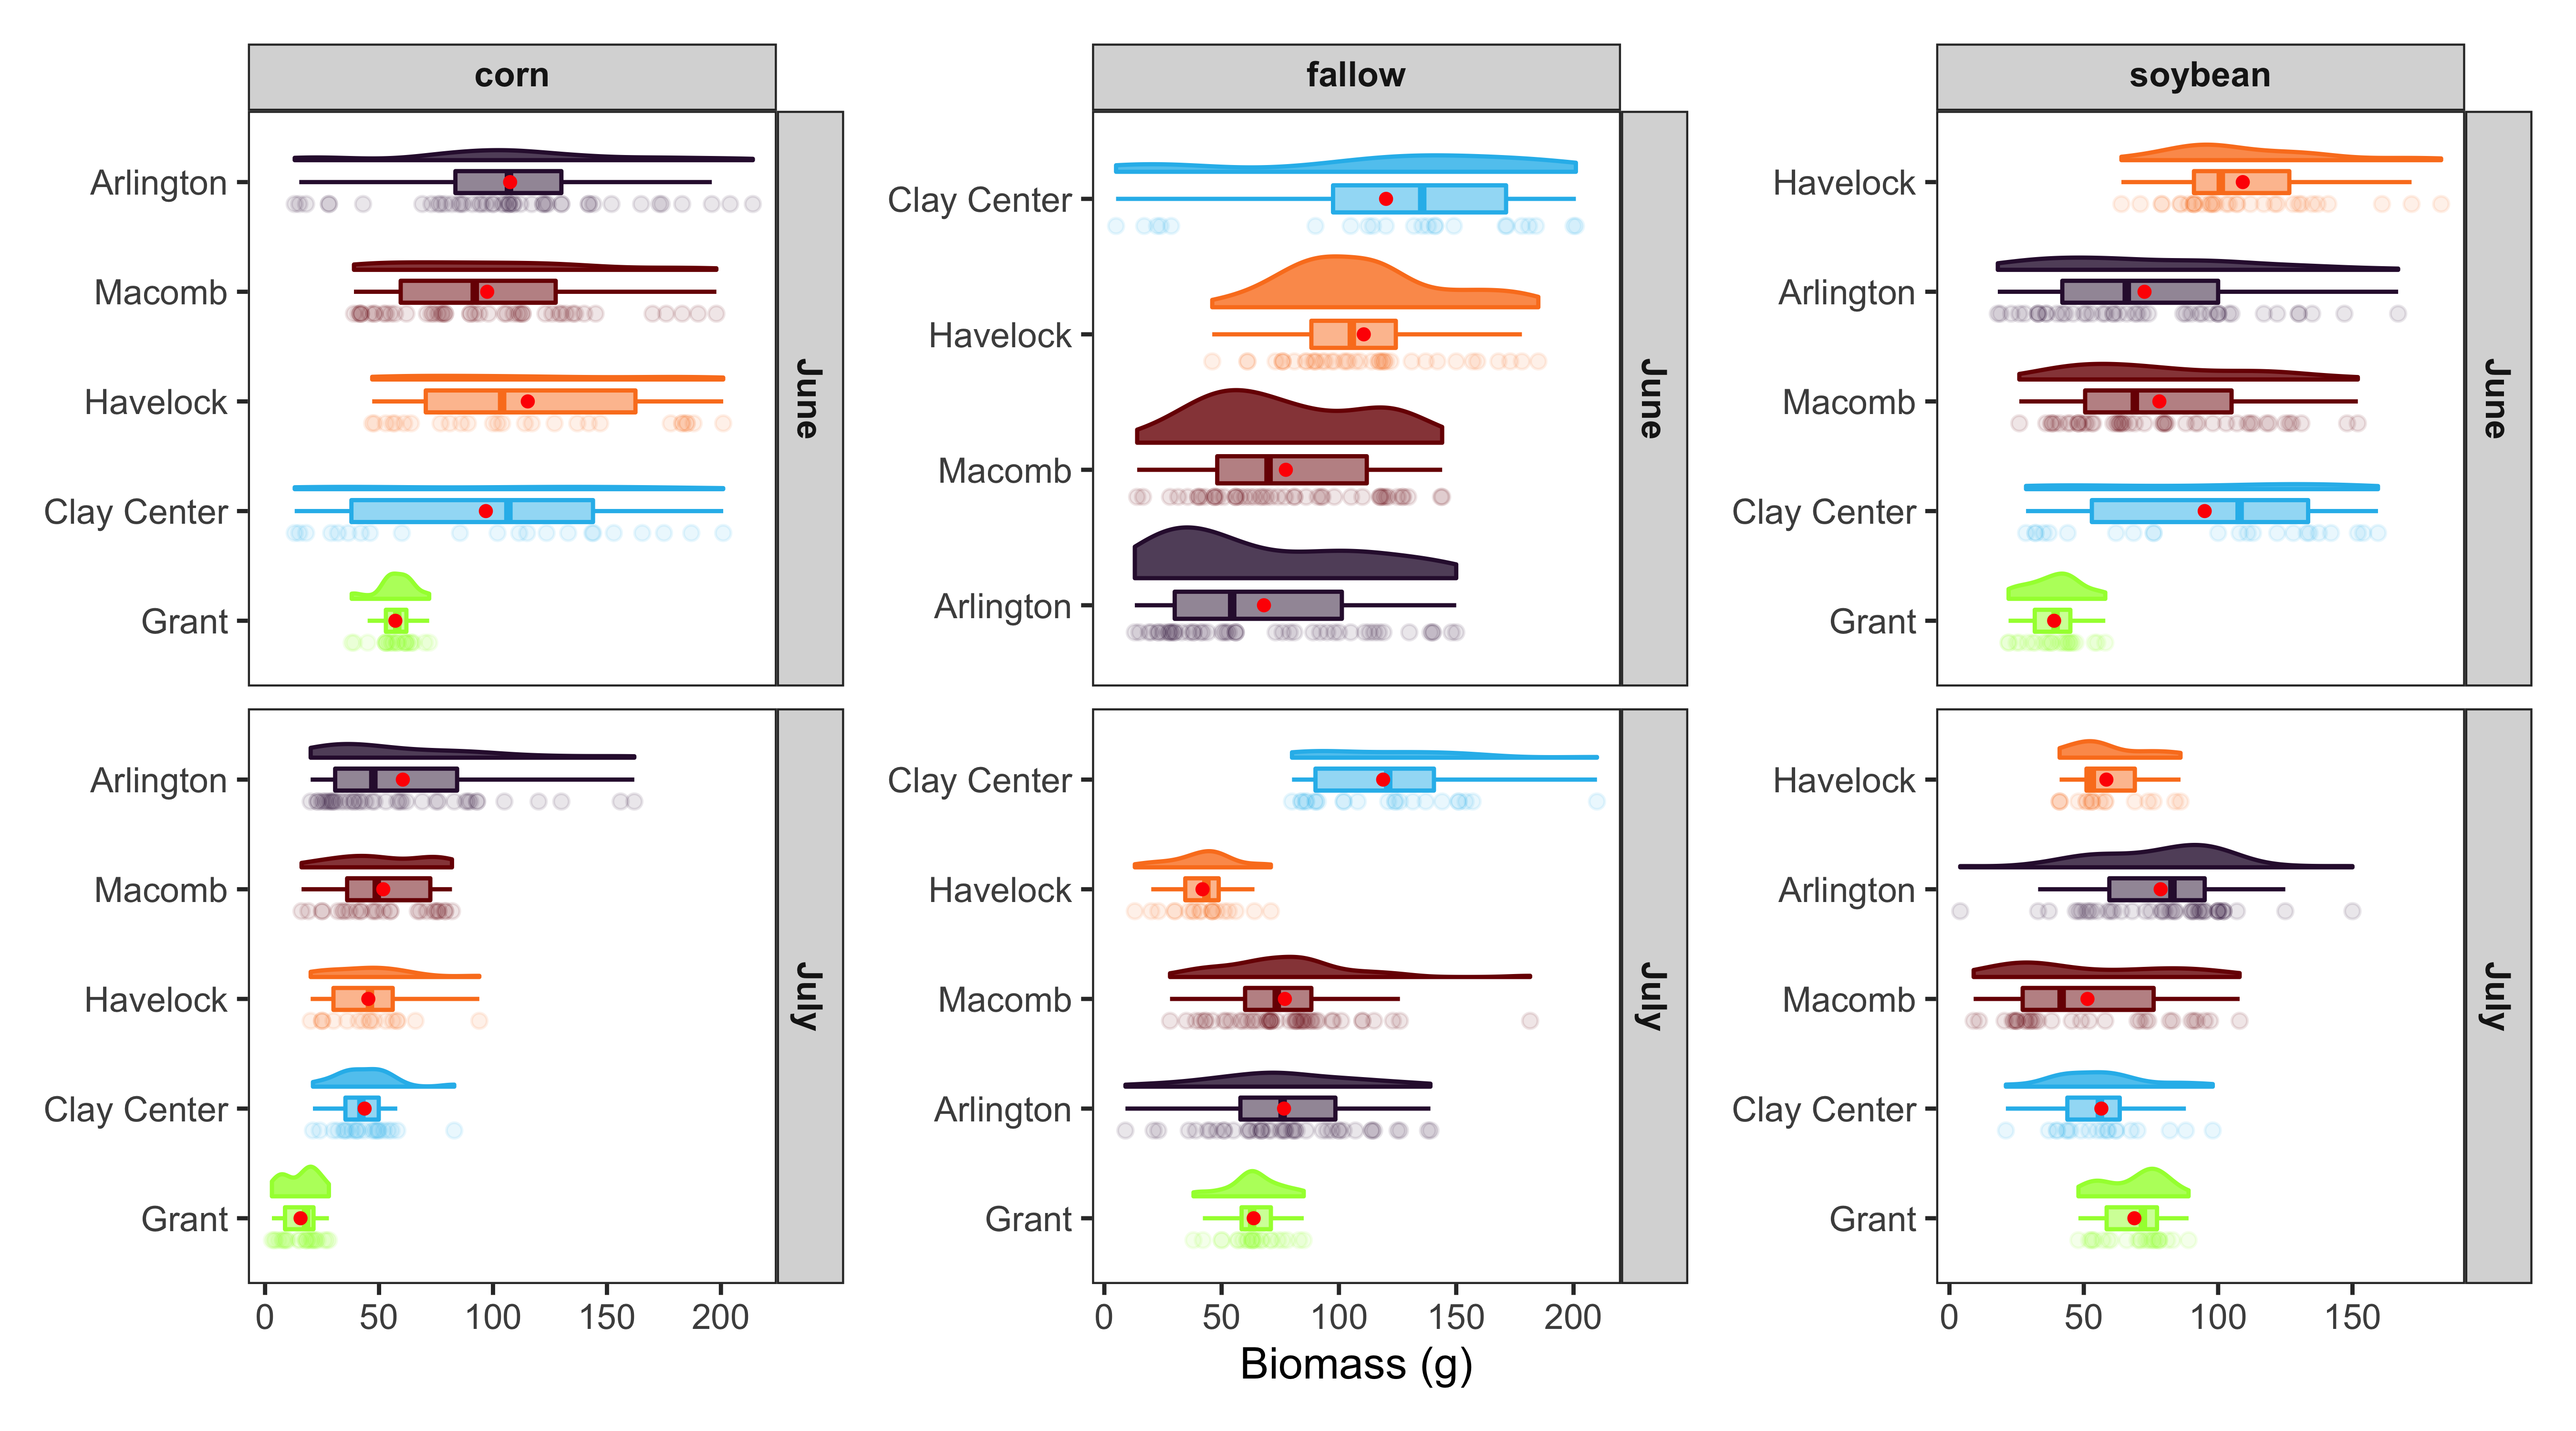 corn
fallow
soybean
Arlington
Macomb
Havelock
Clay Center
Grant
June
Clay Center
Havelock
Macomb
Arlington
June
Havelock
Arlington
Macomb
Clay Center
Grant
June
Arlington
Macomb
Havelock
Clay Center
Grant
July
Clay Center
Havelock
Macomb
Arlington
Grant
July
Havelock
Arlington
Macomb
Clay Center
Grant
July
0 50 100 150 200
0 50 100 150 200
0 50 100 150
Biomass (g)